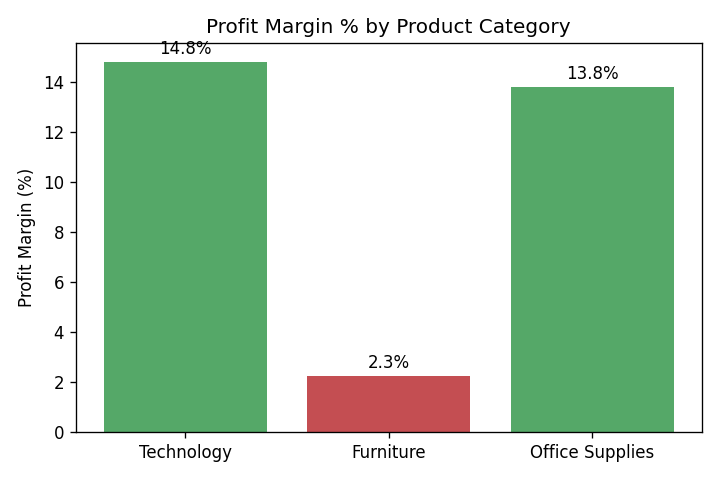 Profit Margin % by Product Category
Profit Margin (%)
14
12
10
8
6
4
2
0
14.8%
2.3%
13.8%
Technology
Furniture
Office Supplies